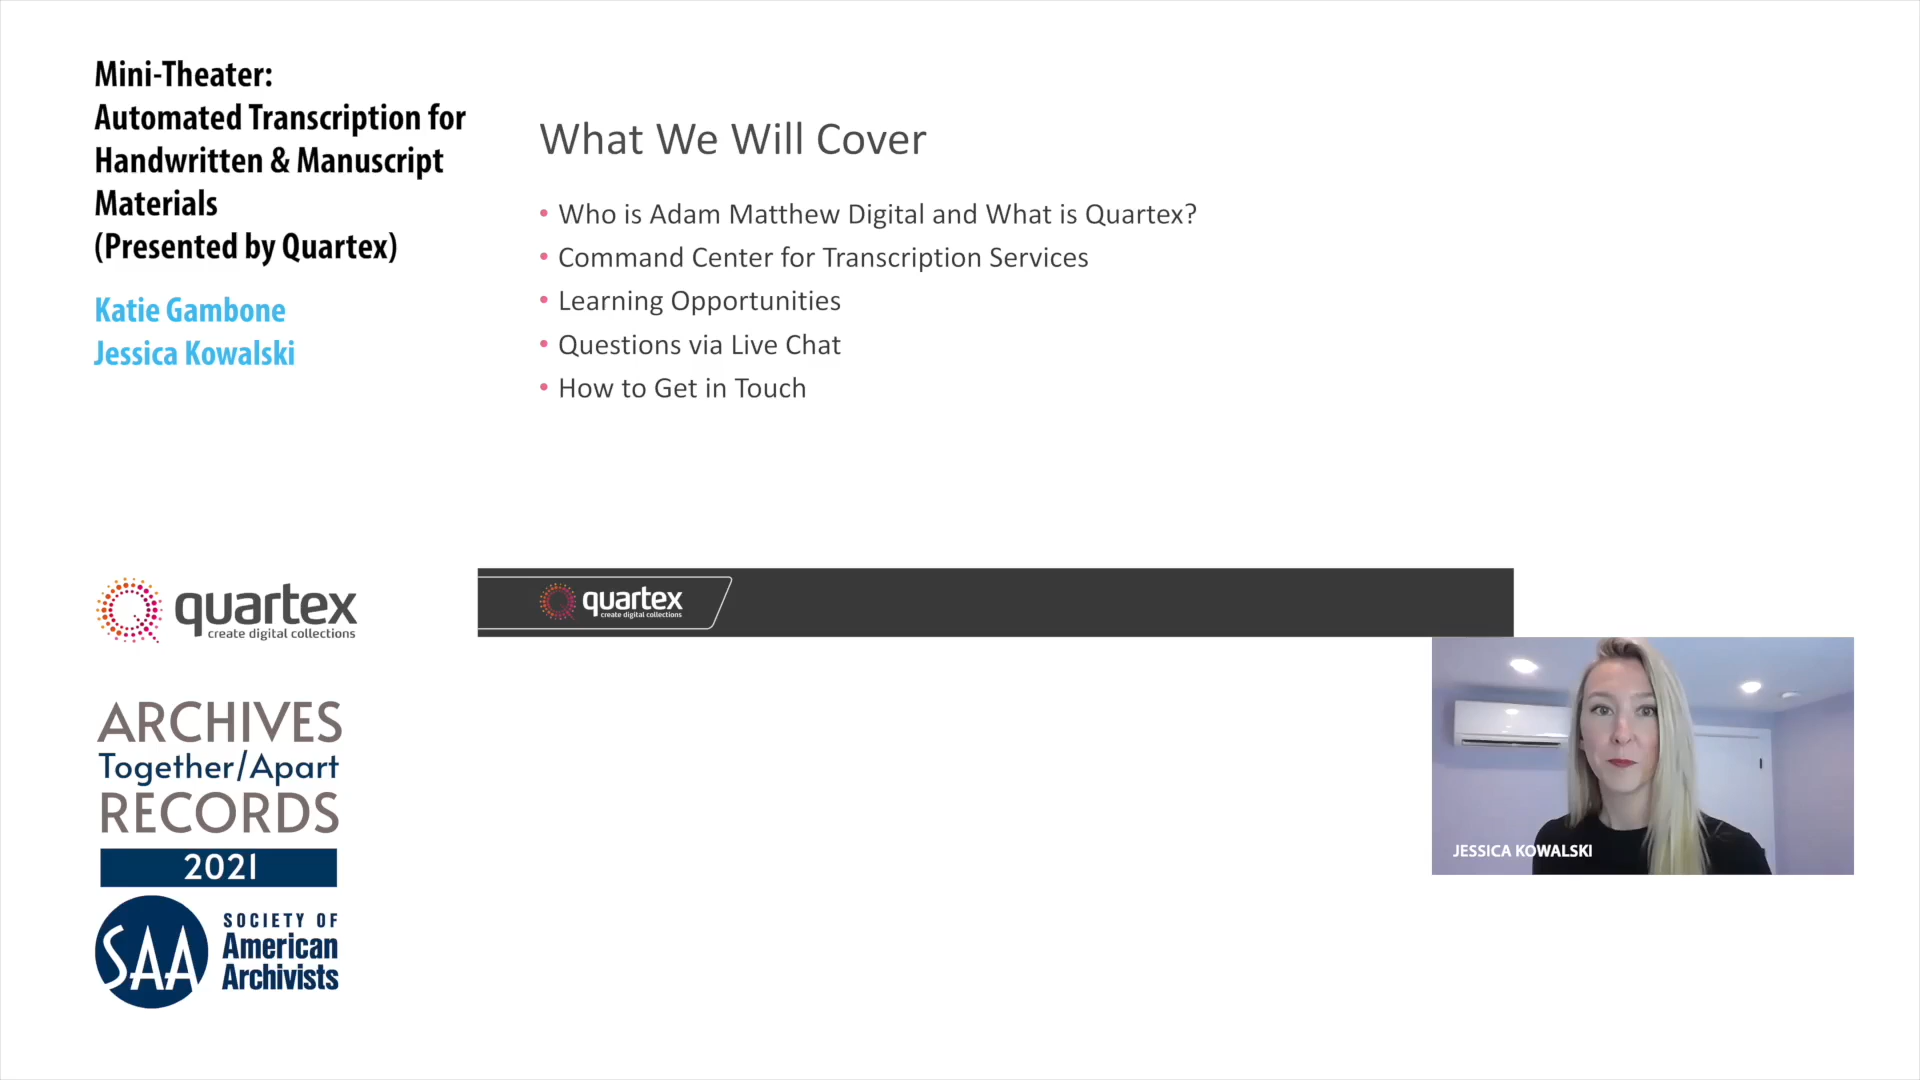 Mini-Theater:
Automated Transcription for
Handwritten & Manuscript
Materials
(Presented by Quartex)
Katie Gambone
Jessica Kowalski
What We Will Cover
• Who is Adam Matthew Digital and What is Quartex?
• Command Center for Transcription Services
• Learning Opportunities
• Questions via Live Chat
• How to Get in Touch
quartex
create digital collections
quartex
create digital collections
ARCHIVES
Together/Apart
RECORDS
2021
SAA
SOCIETY OF
American
Archivists
JESSICA KOWALSKI